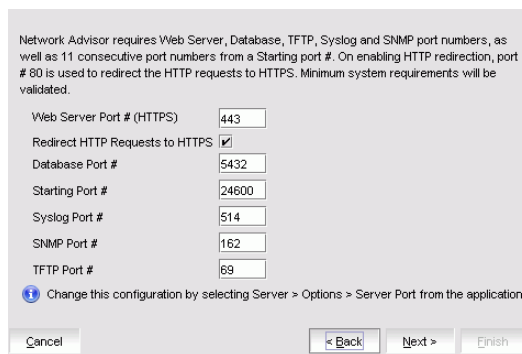 Network Advisor requires Web Server, Database, TFTP, Syslog and SNMP port numbers, as
well as 11 consecutive port numbers from a Starting port #. On enabling HTTP redirection, port
# 80 is used to redirect the HTTP requests to HTTPS. Minimum system requirements will be
validated.
Web Server Port # (HTTPS) 443
Redirect HTTP Requests to HTTPS
Database Port # 5432
Starting Port # 24600
Syslog Port # 514
SNMP Port # 162
TFTP Port # 69
Change this configuration by selecting Server > Options > Server Port from the application
Cancel < Back Next > Finish